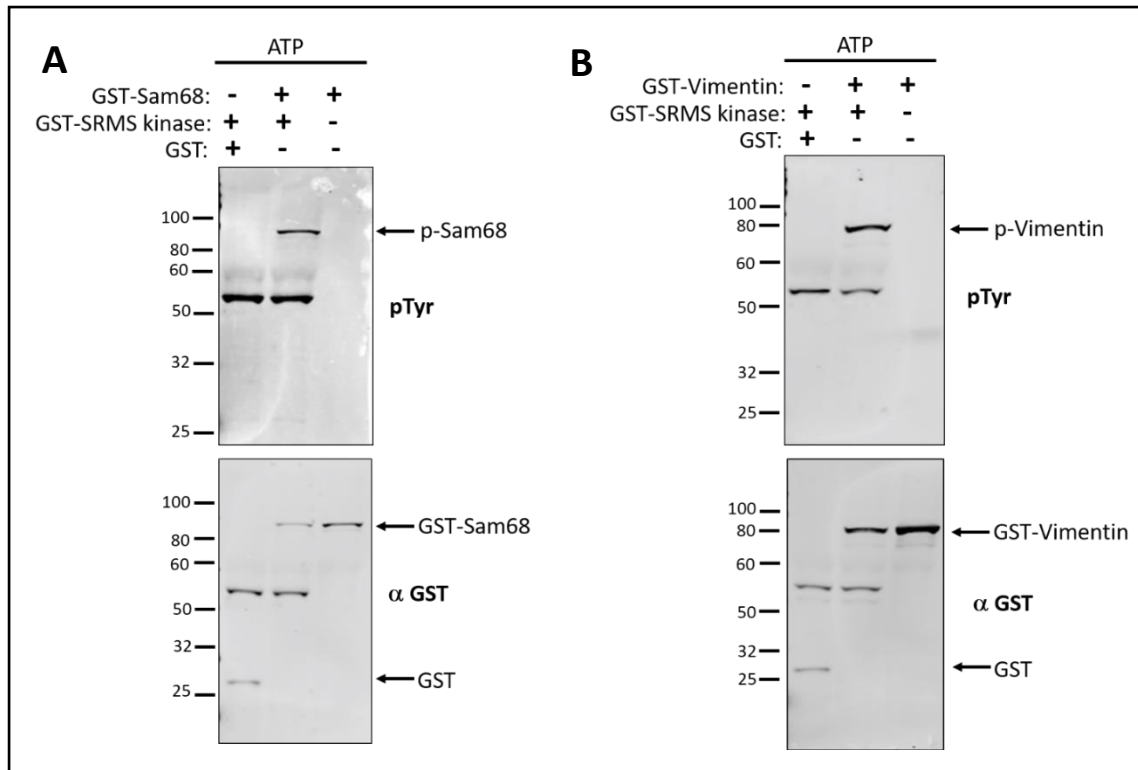 A
ATP
GST-Sam68: - + +
GST-SRMS kinase: + + -
GST: + - -
100
80
60
50
32
25
p-Sam68
pTyr
100
80
60
50
32
25
GST-Sam68
α GST
GST
B
ATP
GST-Vimentin: - + +
GST-SRMS kinase: + + -
GST: + - -
100
80
60
50
32
25
p-Vimentin
pTyr
100
80
60
50
32
25
GST-Vimentin
α GST
GST